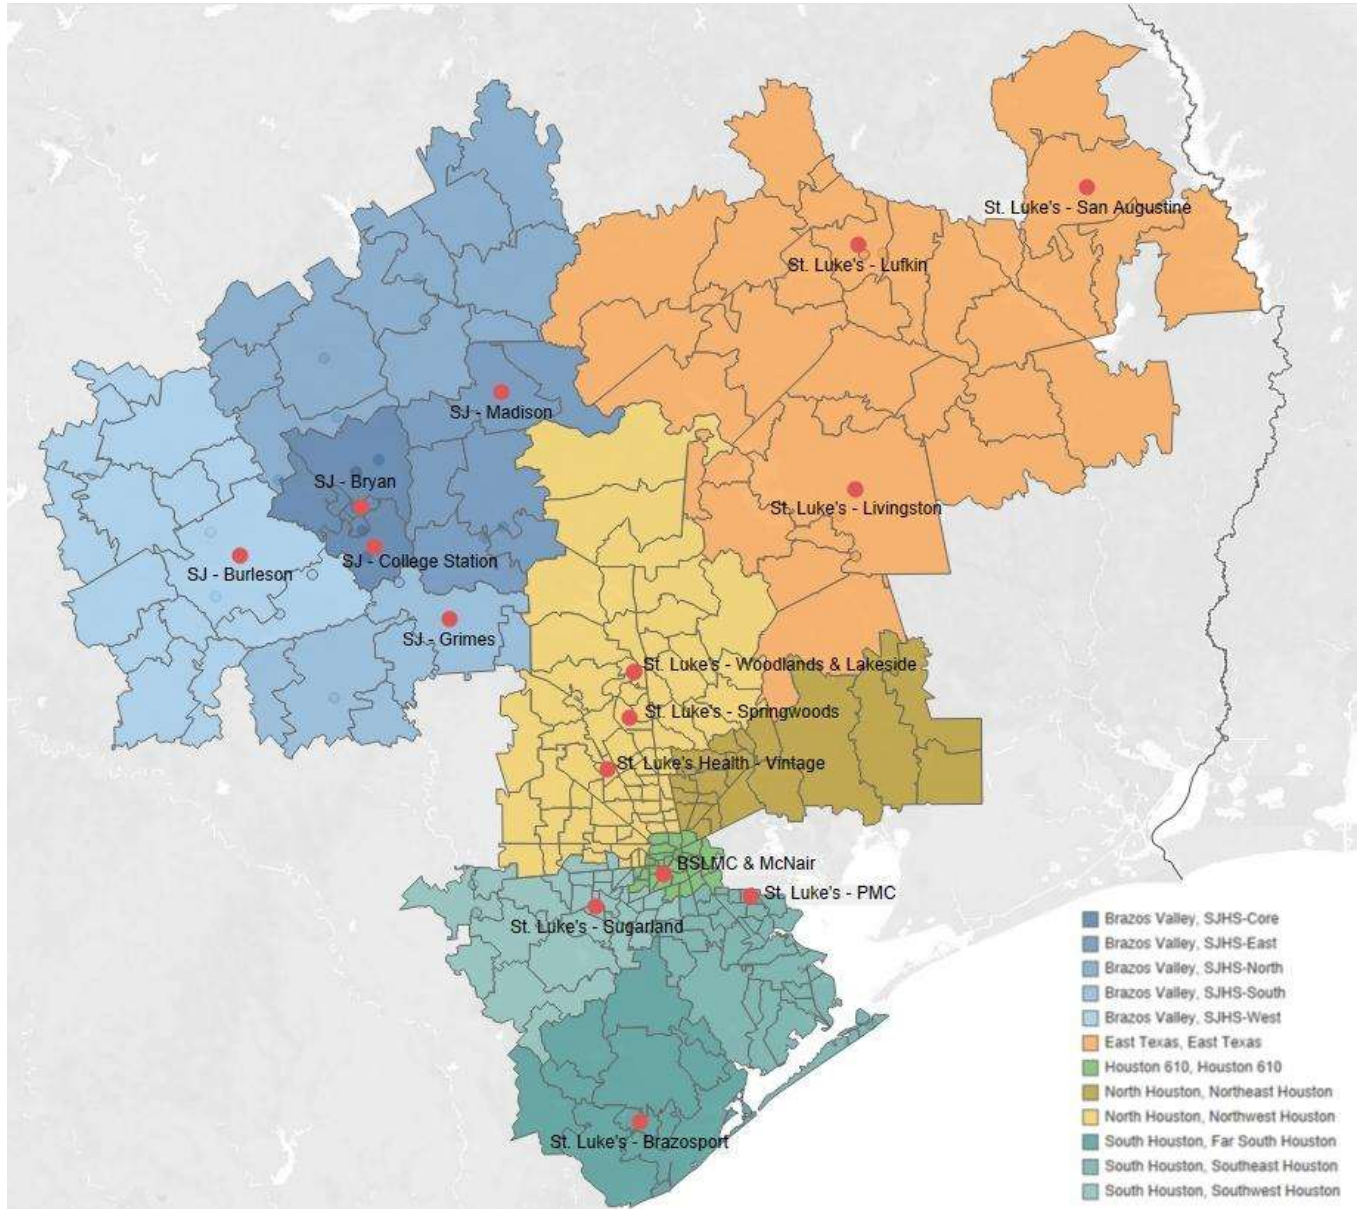 St. Luke's - San Augustine
St. Luke's - Lufkin
SJ - Madison
SJ - Bryan
St. Luke's - Livingston
SJ - College Station
SJ - Burleson
SJ - Grimes
St. Luke's - Woodlands & Lakeside
St. Luke's - Springwoods
St. Luke's Health - Vintage
BSLMC & McNair
St. Luke's - PMC
St. Luke's - Sugarland
St. Luke's - Brazosport
Brazos Valley, SJHS-Core
Brazos Valley, SJHS-East
Brazos Valley, SJHS-North
Brazos Valley, SJHS-South
Brazos Valley, SJHS-West
East Texas, East Texas
Houston 610, Houston 610
North Houston, Northeast Houston
North Houston, Northwest Houston
South Houston, Far South Houston
South Houston, Southeast Houston
South Houston, Southwest Houston